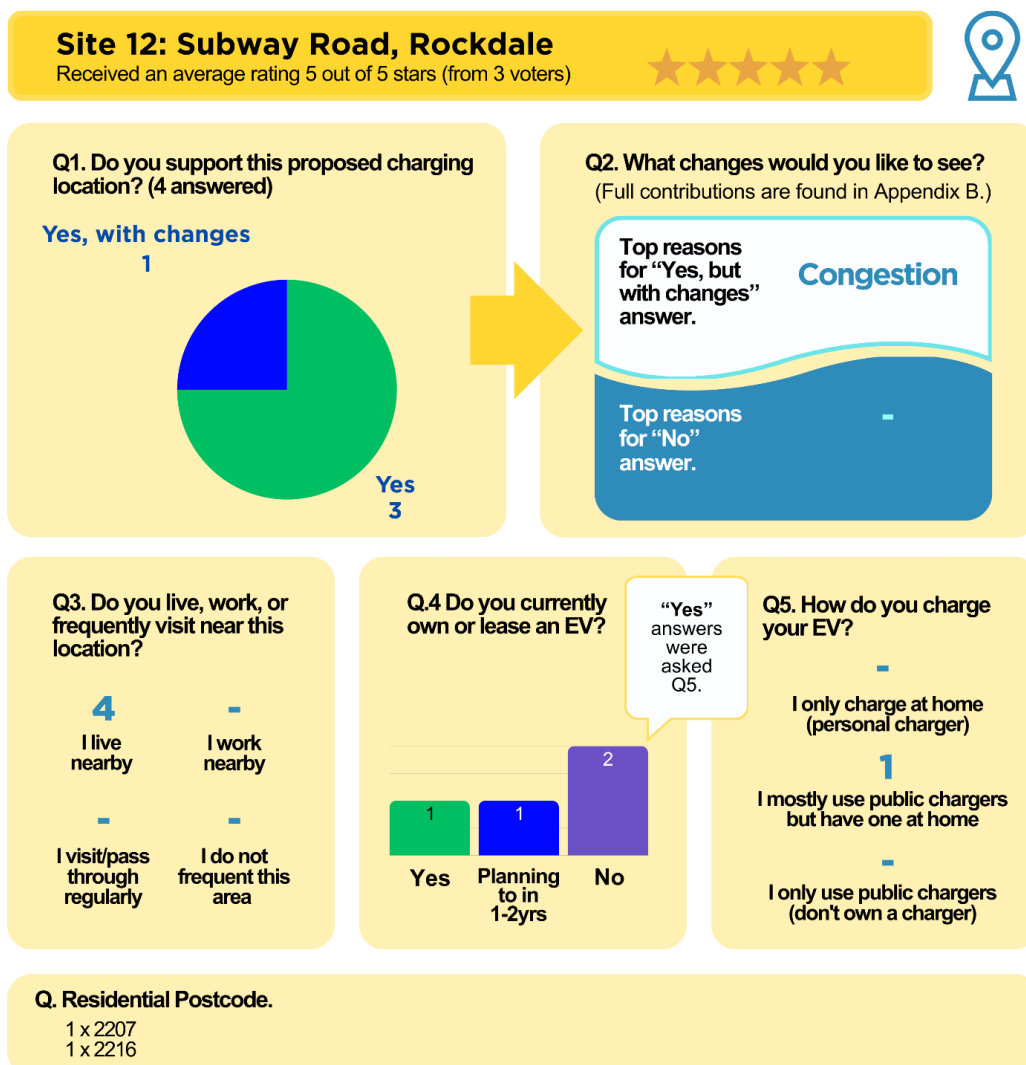 Site 12: Subway Road, Rockdale
Received an average rating 5 out of 5 stars (from 3 voters)
Q1. Do you support this proposed charging
location? (4 answered)
Yes, with changes
1
Yes
3
Q2. What changes would you like to see?
(Full contributions are found in Appendix B.)
Top reasons
for “Yes, but
with changes”
answer.
Congestion
Top reasons
for “No”
answer.
-
Q3. Do you live, work, or
frequently visit near this
location?
4
I live
nearby
-
I work
nearby
-
I visit/pass
through
regularly
-
I do not
frequent this
area
Q.4 Do you currently
own or lease an EV?
1
1
2
Yes
Planning
to in
1-2yrs
No
“Yes”
answers
were
asked
Q5.
Q5. How do you charge
your EV?
-
I only charge at home
(personal charger)
1
I mostly use public chargers
but have one at home
-
I only use public chargers
(don't own a charger)
Q. Residential Postcode.
1 x 2207
1 x 2216